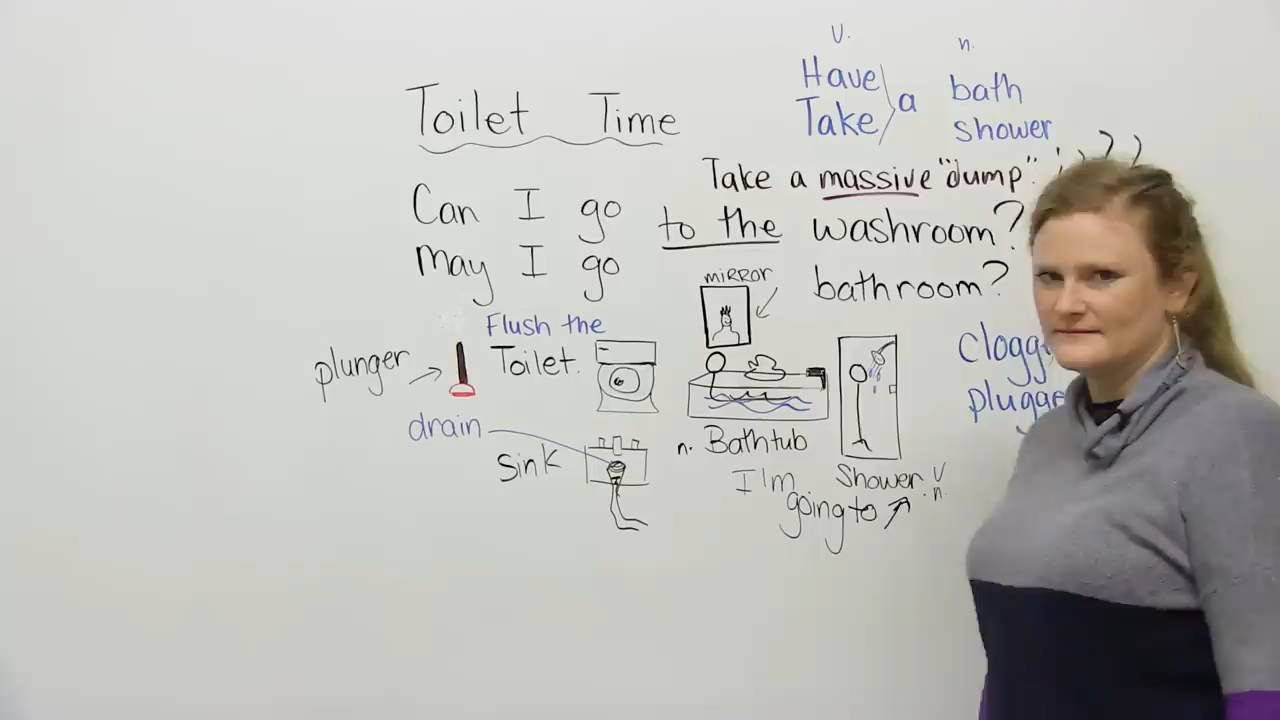 v. n.
Have
Take
a
bath
shower
Toilet Time
Take a massive "dump".
Can I go to the washroom?
May I go bathroom?
mirror
Flush the
Toilet.
plunger
drain
Sink
n. Bathtub
Shower v.
n.
I'm
going to